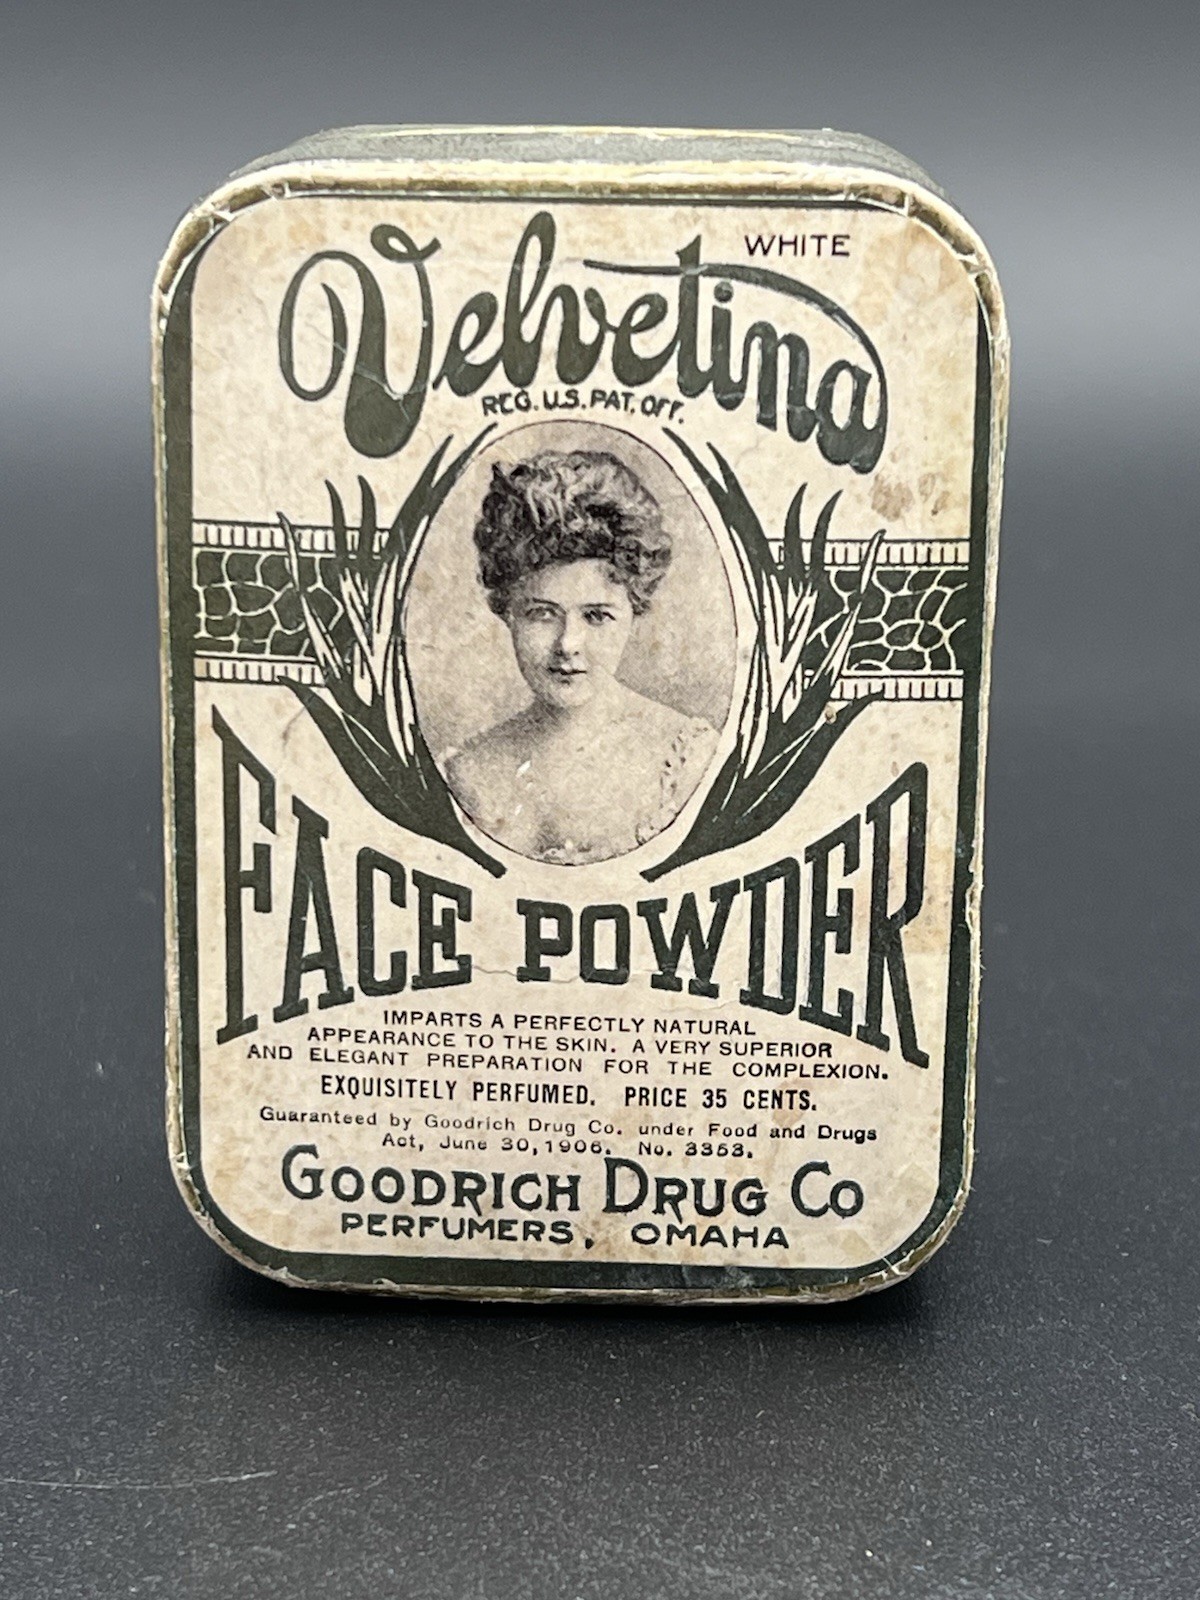 WHITE
Velvetina
REG. U.S. PAT. OFF.
FACE POWDER
IMPARTS A PERFECTLY NATURAL
APPEARANCE TO THE SKIN. A VERY SUPERIOR
AND ELEGANT PREPARATION FOR THE COMPLEXION.
EXQUISITELY PERFUMED. PRICE 35 CENTS.
Guaranteed by Goodrich Drug Co. under Food and Drugs
Act, June 30, 1906. No. 3353.
GOODRICH DRUG CO
PERFUMERS, OMAHA